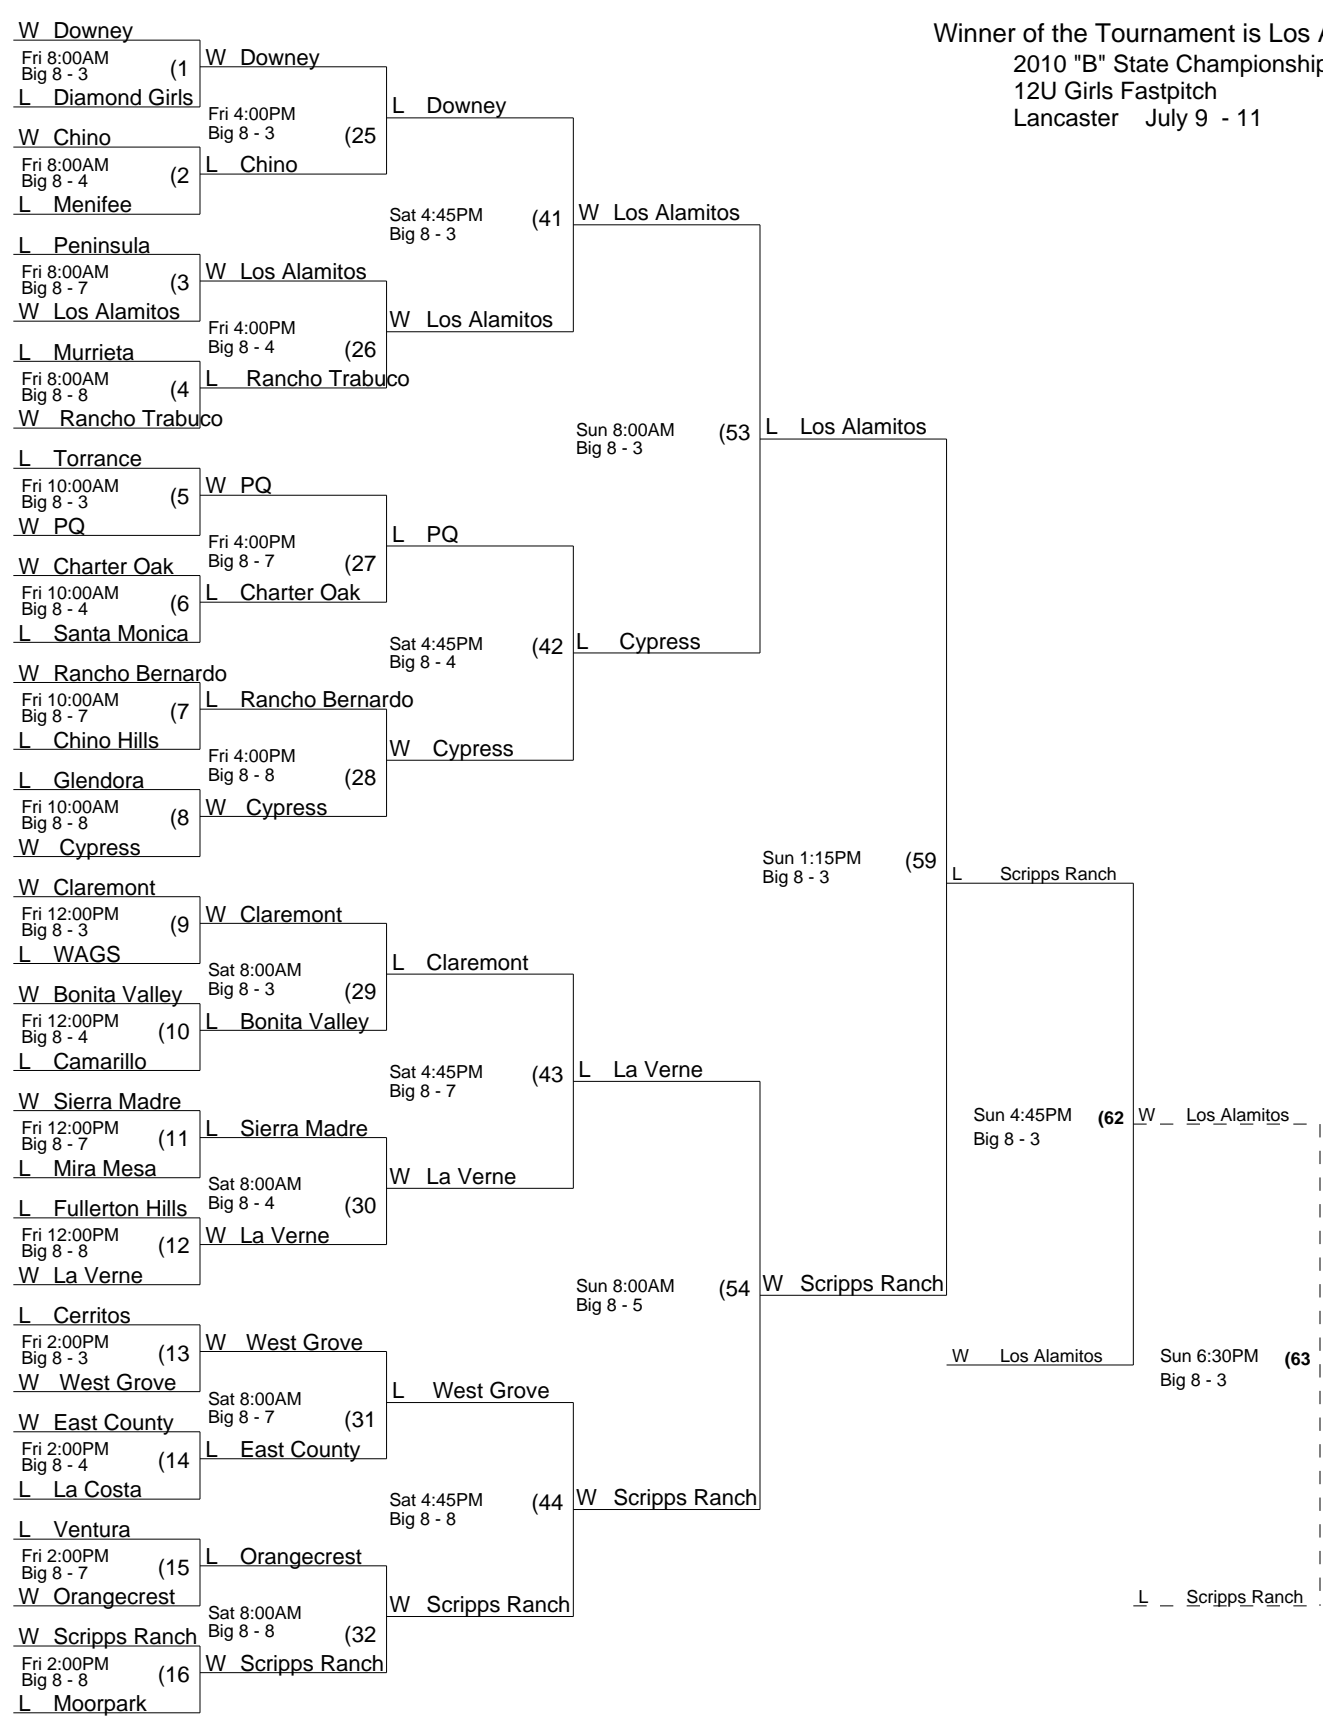 Winner of the Tournament is Los A
2010 "B" State Championship
12U Girls Fastpitch
Lancaster July 9 - 11
W Downey
Fri 8:00AM
Big 8 - 3 (1
L Diamond Girls
W Chino
Fri 8:00AM
Big 8 - 4 (2
L Menifee
L Peninsula
Fri 8:00AM
Big 8 - 7 (3
W Los Alamitos
L Murrieta
Fri 8:00AM
Big 8 - 8 (4
W Rancho Trabuco
L Torrance
Fri 10:00AM
Big 8 - 3 (5
W PQ
W Charter Oak
Fri 10:00AM
Big 8 - 4 (6
L Santa Monica
W Rancho Bernardo
Fri 10:00AM
Big 8 - 7 (7
L Chino Hills
L Glendora
Fri 10:00AM
Big 8 - 8 (8
W Cypress
W Claremont
Fri 12:00PM
Big 8 - 3 (9
L WAGS
W Bonita Valley
Fri 12:00PM
Big 8 - 4 (10
L Camarillo
W Sierra Madre
Fri 12:00PM
Big 8 - 7 (11
L Mira Mesa
L Fullerton Hills
Fri 12:00PM
Big 8 - 8 (12
W La Verne
L Cerritos
Fri 2:00PM
Big 8 - 3 (13
W West Grove
W East County
Fri 2:00PM
Big 8 - 4 (14
L La Costa
L Ventura
Fri 2:00PM
Big 8 - 7 (15
W Orangecrest
W Scripps Ranch
Fri 2:00PM
Big 8 - 8 (16
L Moorpark
W Downey
Fri 4:00PM
Big 8 - 3 (25
L Chino
W Los Alamitos
Fri 4:00PM
Big 8 - 4 (26
L Rancho Trabuco
W PQ
Fri 4:00PM
Big 8 - 7 (27
L Charter Oak
L Rancho Bernardo
Fri 4:00PM
Big 8 - 8 (28
W Cypress
W Claremont
Sat 8:00AM
Big 8 - 3 (29
L Bonita Valley
L Sierra Madre
Sat 8:00AM
Big 8 - 4 (30
W La Verne
W West Grove
Sat 8:00AM
Big 8 - 7 (31
L East County
L Orangecrest
Sat 8:00AM
Big 8 - 8 (32
W Scripps Ranch
L Downey
Sat 4:45PM
Big 8 - 3 (41
W Los Alamitos
L PQ
Sat 4:45PM
Big 8 - 4 (42
W Cypress
L Claremont
Sat 4:45PM
Big 8 - 7 (43
W La Verne
L West Grove
Sat 4:45PM
Big 8 - 8 (44
W Scripps Ranch
W Los Alamitos
Sun 8:00AM
Big 8 - 3 (53
L Cypress
L La Verne
Sun 8:00AM
Big 8 - 5 (54
W Scripps Ranch
L Los Alamitos
Sun 1:15PM
Big 8 - 3 (59
W Scripps Ranch
L Scripps Ranch
Sun 4:45PM (62
Big 8 - 3
W Los Alamitos
W Los Alamitos
Sun 6:30PM (63
Big 8 - 3
L Scripps Ranch